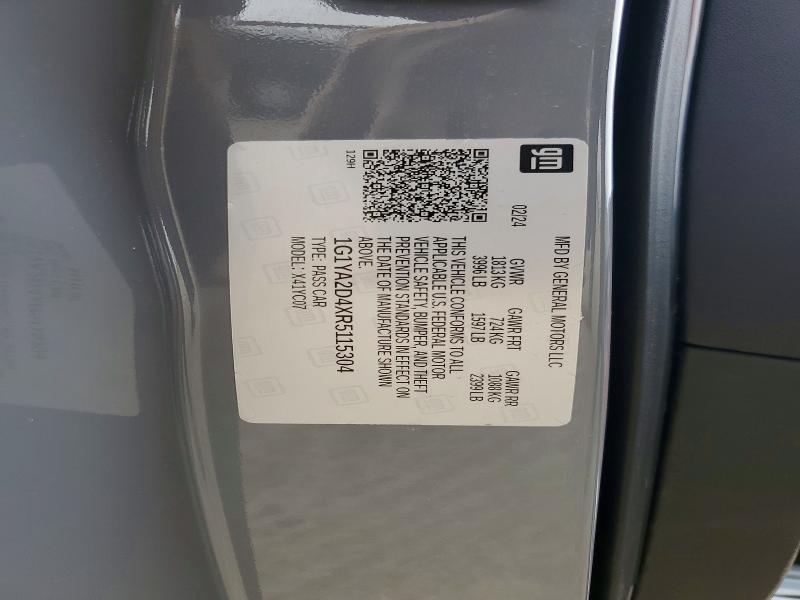 MFD BY GENERAL MOTORS LLC
gm
02/24
GVWR GAWR FRT GAWR RR
1813KG 724KG 1088KG
3996LB 1597LB 2399LB
THIS VEHICLE CONFORMS TO ALL
APPLICABLE U.S. FEDERAL MOTOR
VEHICLE SAFETY, BUMPER, AND THEFT
PREVENTION STANDARDS IN EFFECT ON
THE DATE OF MANUFACTURE SHOWN
ABOVE.
129H
1G1YA2D4XR5115304
TYPE: PASS CAR
MODEL: X41YC07